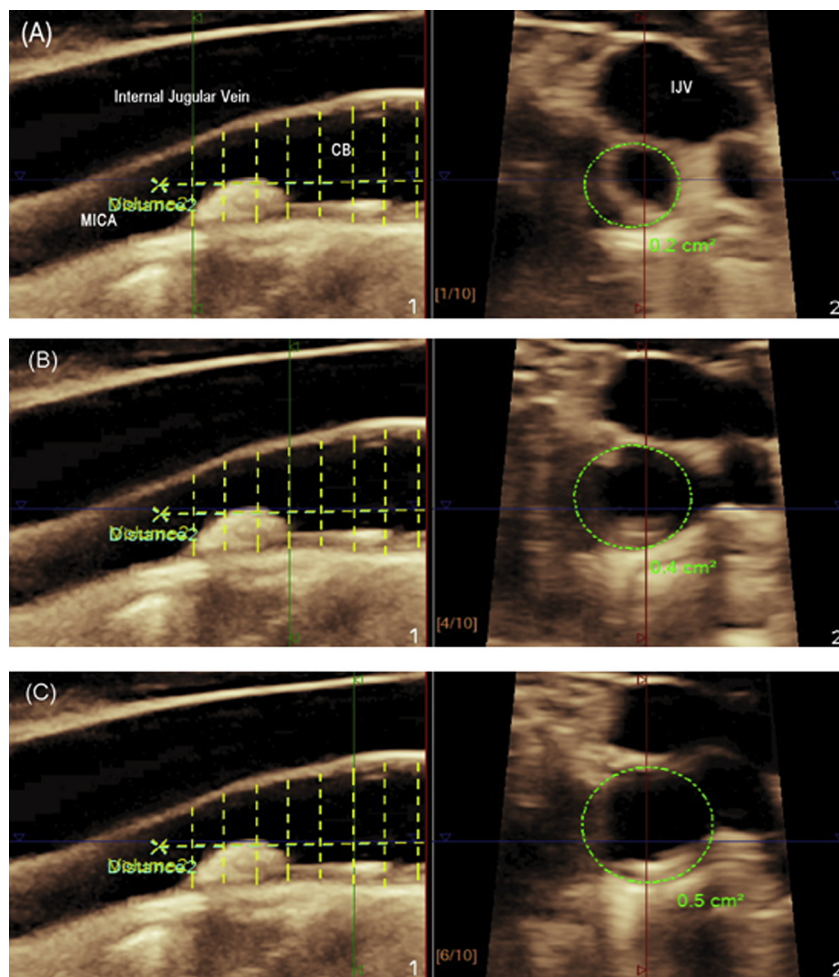 (A)
Internal Jugular Vein
IJV
CB
Distance2
MICA
0.2 cm²
[1/10]
1
2
(B)
Distance2
0.4 cm²
[4/10]
1
2
(C)
Distance2
0.5 cm²
[6/10]
1
2